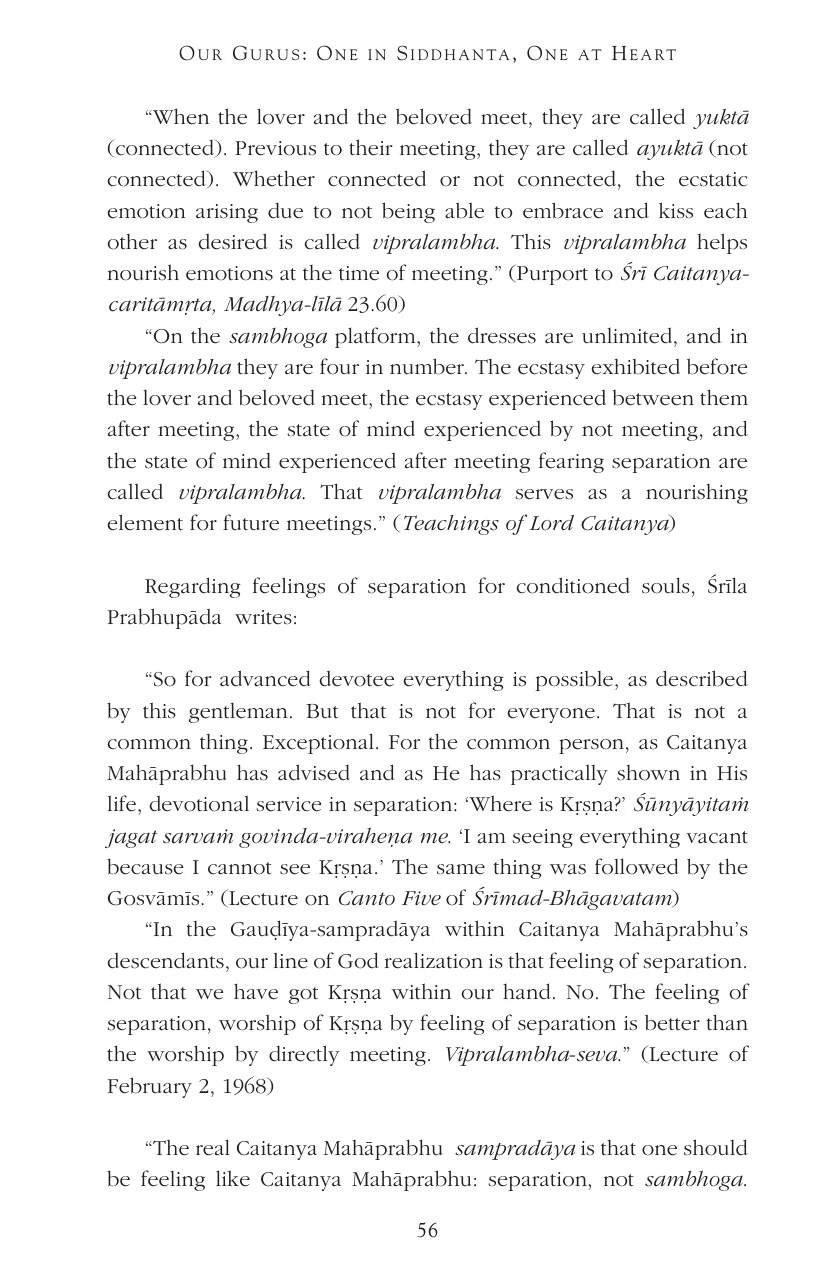 OUR GURUS: ONE IN SIDDHANTA, ONE AT HEART
“When the lover and the beloved meet, they are called yuktā
(connected). Previous to their meeting, they are called ayuktā (not
connected). Whether connected or not connected, the ecstatic
emotion arising due to not being able to embrace and kiss each
other as desired is called vipralambha. This vipralambha helps
nourish emotions at the time of meeting.” (Purport to Śrī Caitanya-
caritāmṛta, Madhya-līlā 23.60)
“On the sambhoga platform, the dresses are unlimited, and in
vipralambha they are four in number. The ecstasy exhibited before
the lover and beloved meet, the ecstasy experienced between them
after meeting, the state of mind experienced by not meeting, and
the state of mind experienced after meeting fearing separation are
called vipralambha. That vipralambha serves as a nourishing
element for future meetings.” (Teachings of Lord Caitanya)
Regarding feelings of separation for conditioned souls, Śrīla
Prabhupāda writes:
“So for advanced devotee everything is possible, as described
by this gentleman. But that is not for everyone. That is not a
common thing. Exceptional. For the common person, as Caitanya
Mahāprabhu has advised and as He has practically shown in His
life, devotional service in separation: ‘Where is Kṛṣṇa?’ Śūnyāyitaṁ
jagat sarvaṁ govinda-viraheṇa me. ‘I am seeing everything vacant
because I cannot see Kṛṣṇa.’ The same thing was followed by the
Gosvāmīs.” (Lecture on Canto Five of Śrīmad-Bhāgavatam)
“In the Gauḍīya-sampradāya within Caitanya Mahāprabhu’s
descendants, our line of God realization is that feeling of separation.
Not that we have got Kṛṣṇa within our hand. No. The feeling of
separation, worship of Kṛṣṇa by feeling of separation is better than
the worship by directly meeting. Vipralambha-seva.” (Lecture of
February 2, 1968)
“The real Caitanya Mahāprabhu sampradāya is that one should
be feeling like Caitanya Mahāprabhu: separation, not sambhoga.
56